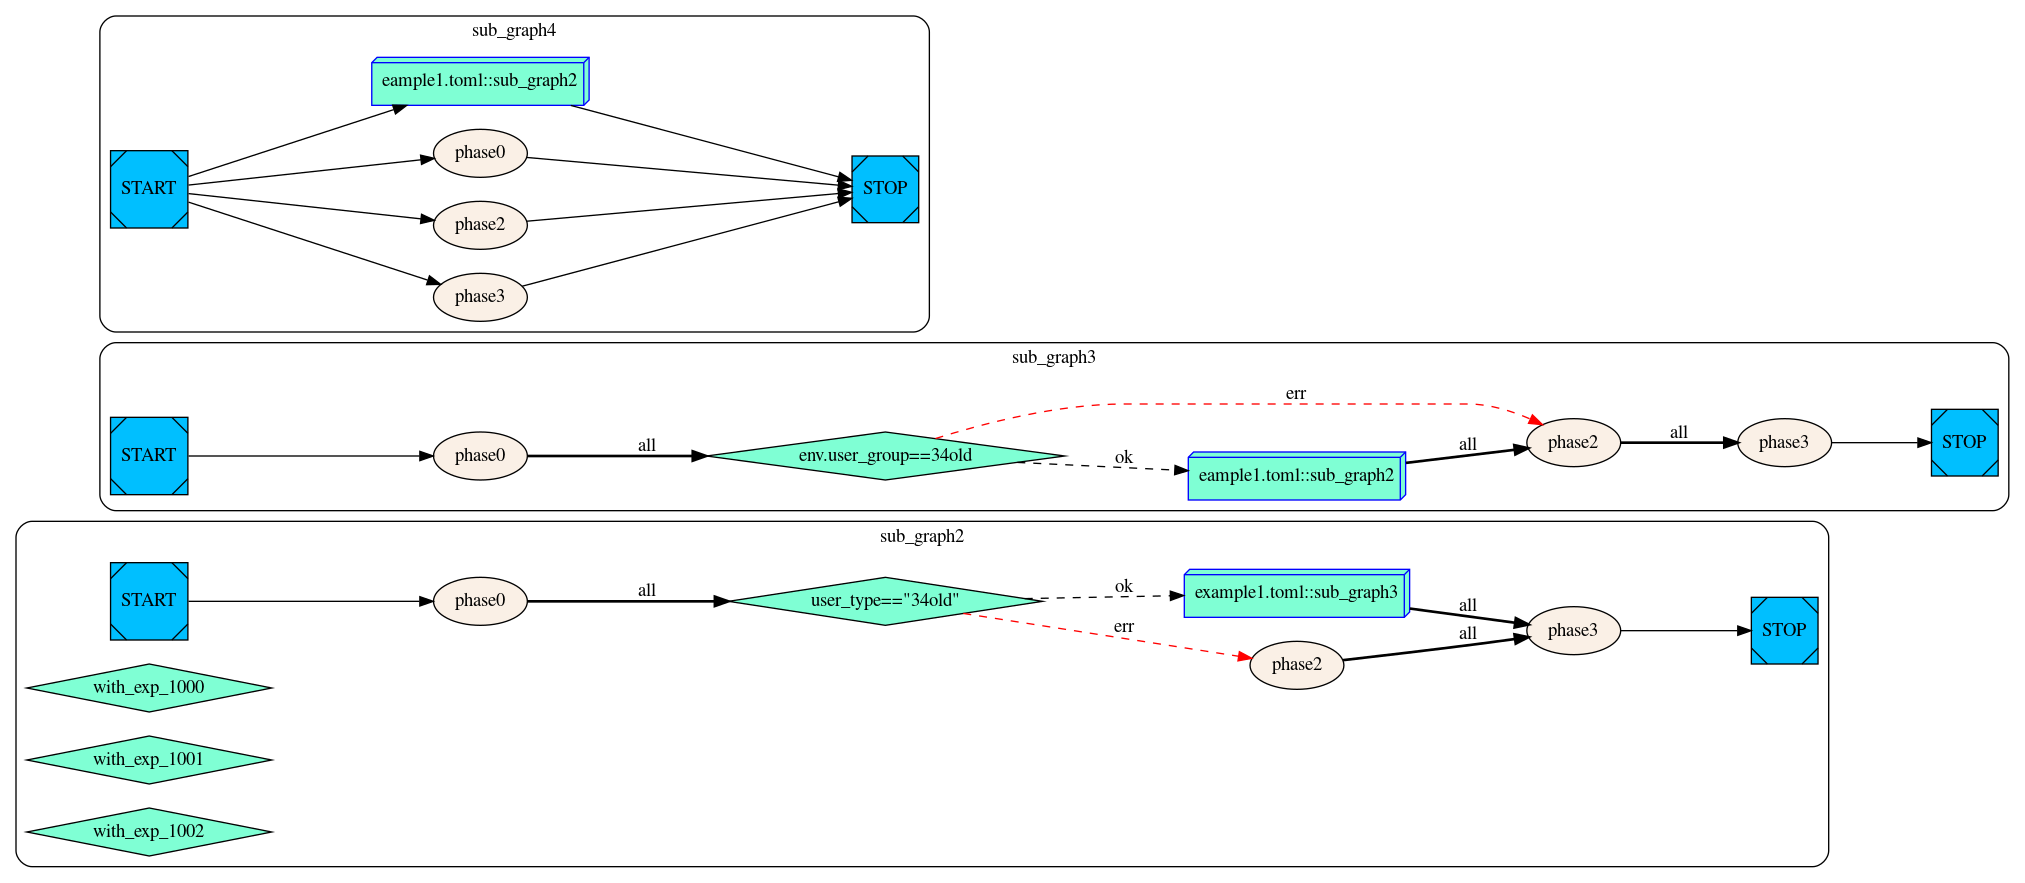 sub_graph4
eample1.toml::sub_graph2
phase0
START
STOP
phase2
phase3
sub_graph3
err
START
phase0
all
env.user_group==34old
ok
eample1.toml::sub_graph2
all
phase2
all
phase3
STOP
sub_graph2
START
phase0
all
user_type=="34old"
ok
example1.toml::sub_graph3
all
err
phase2
all
phase3
STOP
with_exp_1000
with_exp_1001
with_exp_1002